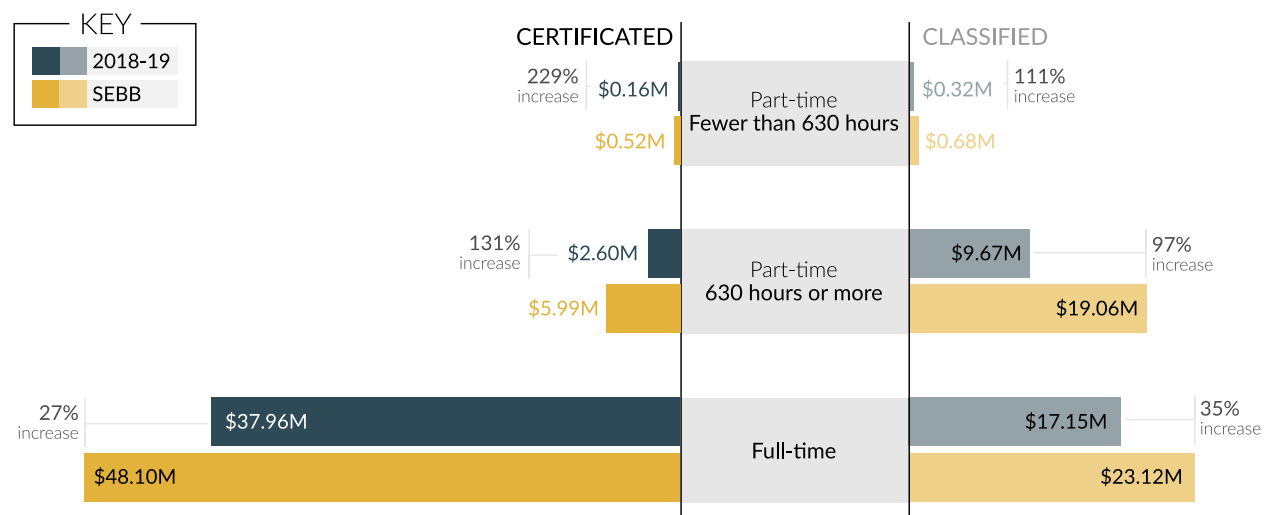 KEY
2018-19
SEBB
CERTIFICATED
CLASSIFIED
229%
increase
$0.16M
$0.52M
Part-time
Fewer than 630 hours
$0.32M
111%
increase
$0.68M
131%
increase
$2.60M
$5.99M
Part-time
630 hours or more
$9.67M
97%
increase
$19.06M
27%
increase
$37.96M
$48.10M
Full-time
$17.15M
35%
increase
$23.12M